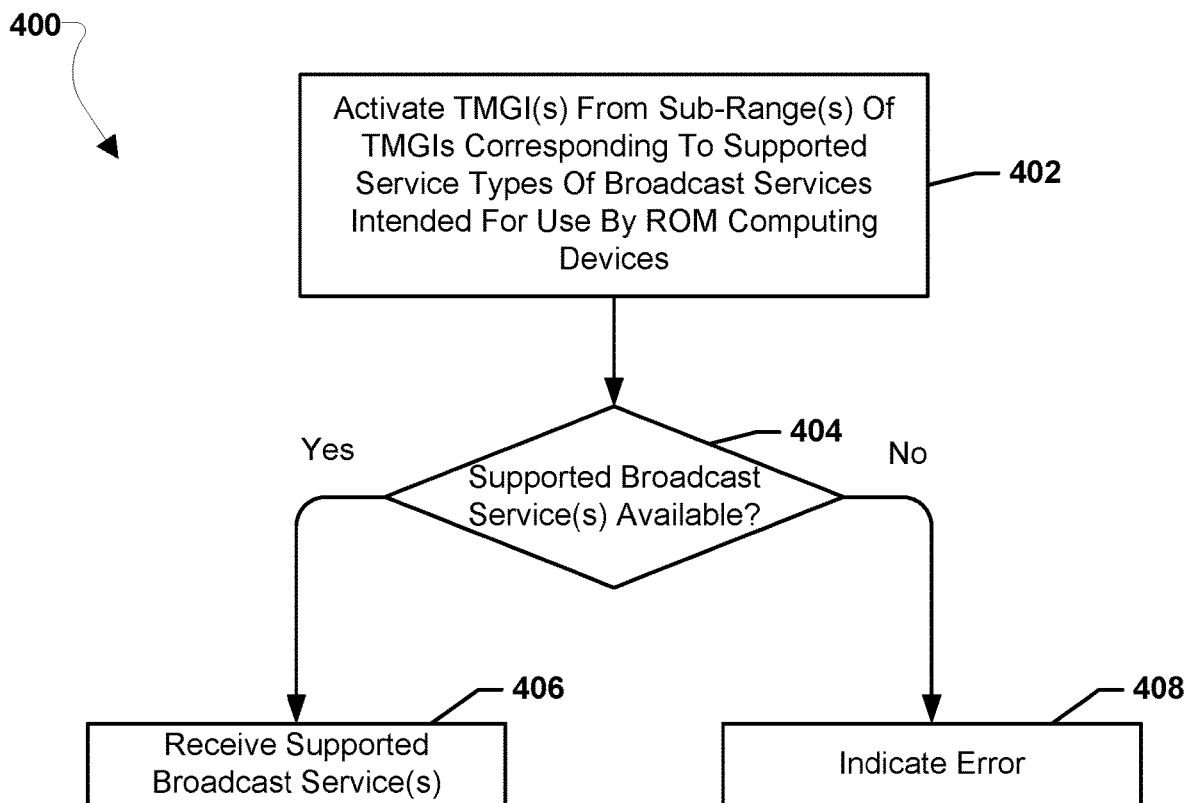 400
Activate TMGI(s) From Sub-Range(s) Of
TMGIs Corresponding To Supported
Service Types Of Broadcast Services
Intended For Use By ROM Computing
Devices
402
404
Yes
No
Supported Broadcast
Service(s) Available?
406
408
Receive Supported
Broadcast Service(s)
Indicate Error